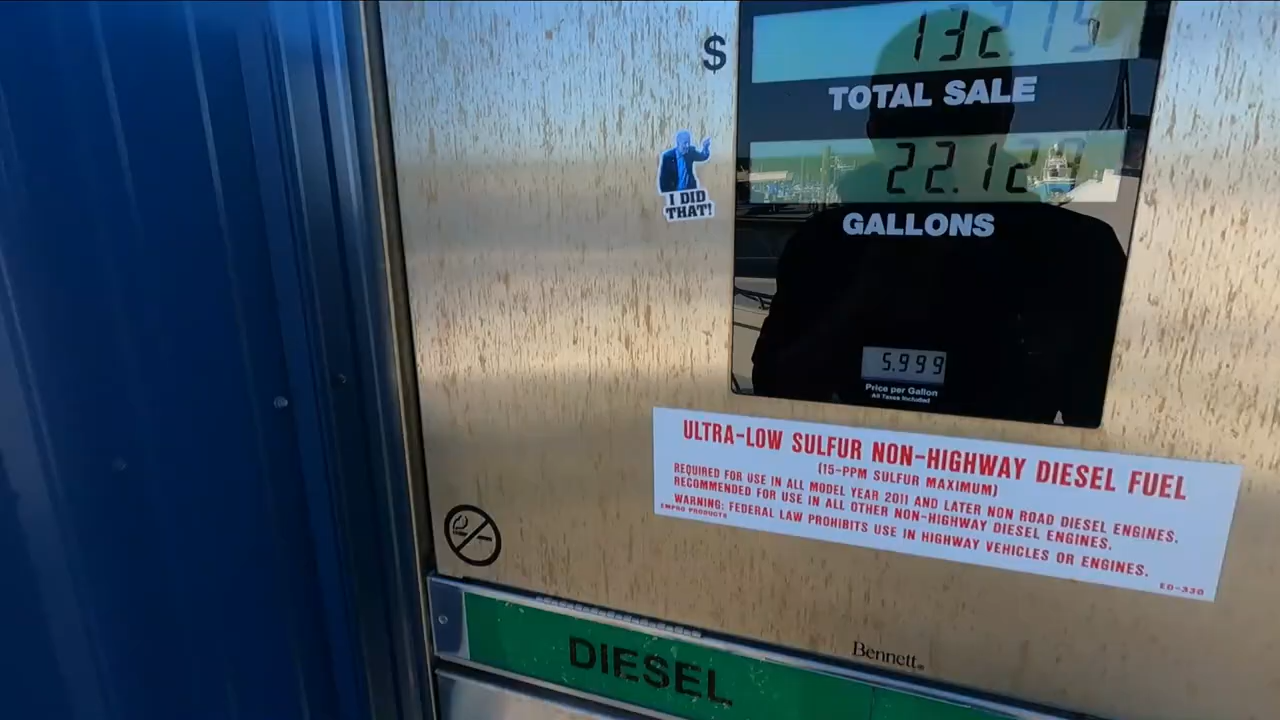 $
TOTAL SALE
22.12
GALLONS
I DID
THAT!
5.999
Price per Gallon
All Taxes Included
ULTRA-LOW SULFUR NON-HIGHWAY DIESEL FUEL
(15-PPM SULFUR MAXIMUM)
REQUIRED FOR USE IN ALL MODEL YEAR 2011 AND LATER NON ROAD DIESEL ENGINES.
RECOMMENDED FOR USE IN ALL OTHER NON-HIGHWAY DIESEL ENGINES.
WARNING: FEDERAL LAW PROHIBITS USE IN HIGHWAY VEHICLES OR ENGINES.
EMPRO PRODUCTS
ED-330
Bennett
DIESEL